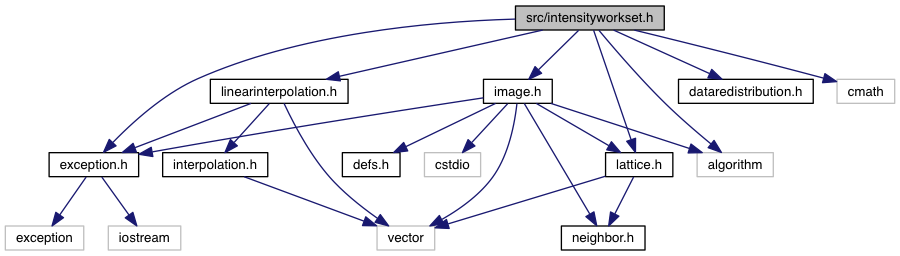 src/intensityworkset.h
linearinterpolation.h
image.h
dataredistribution.h
cmath
exception.h
interpolation.h
defs.h
cstdio
lattice.h
algorithm
exception
iostream
vector
neighbor.h